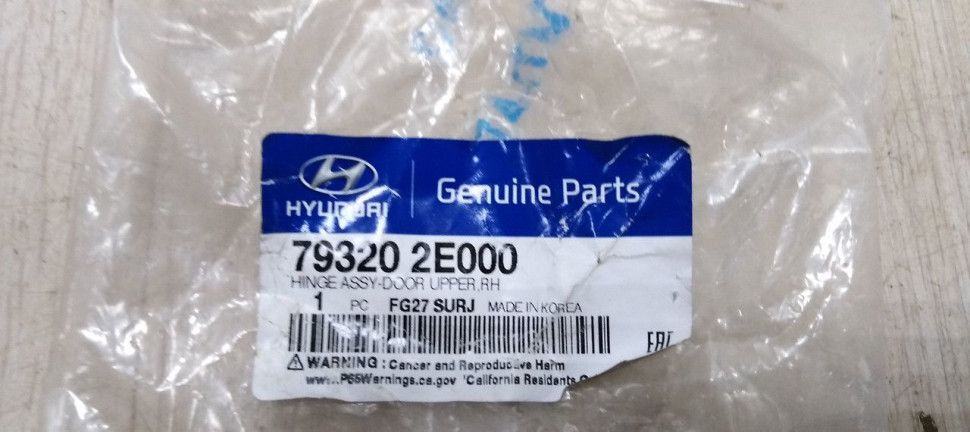 HYUNDAI
Genuine Parts
79320 2E000
HINGE ASSY-DOOR UPPER,RH
1 PC FG27 SURJ MADE IN KOREA
EAC
⚠ WARNING : Cancer and Reproductive Harm
www.P65Warnings.ca.gov 'California Residents